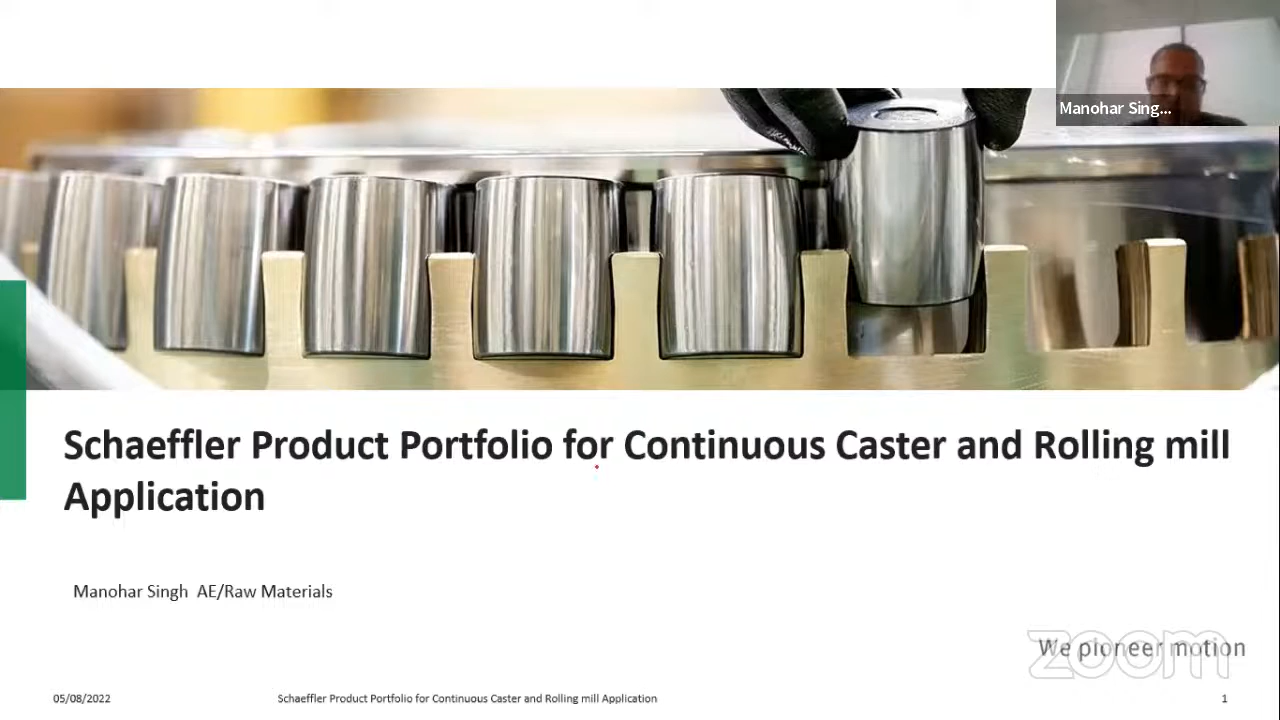 Manohar Sing...
Schaeffler Product Portfolio for Continuous Caster and Rolling mill
Application
Manohar Singh AE/Raw Materials
We pioneer motion
zoom
05/08/2022
Schaeffler Product Portfolio for Continuous Caster and Rolling mill Application
1